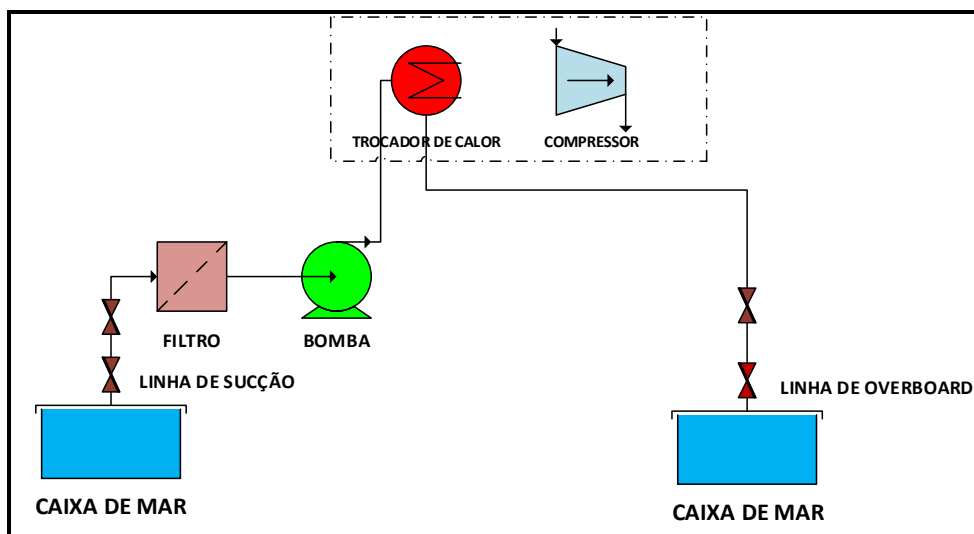 TROCADOR DE CALOR
COMPRESSOR
FILTRO
BOMBA
LINHA DE SUCÇÃO
LINHA DE OVERBOARD
CAIXA DE MAR
CAIXA DE MAR